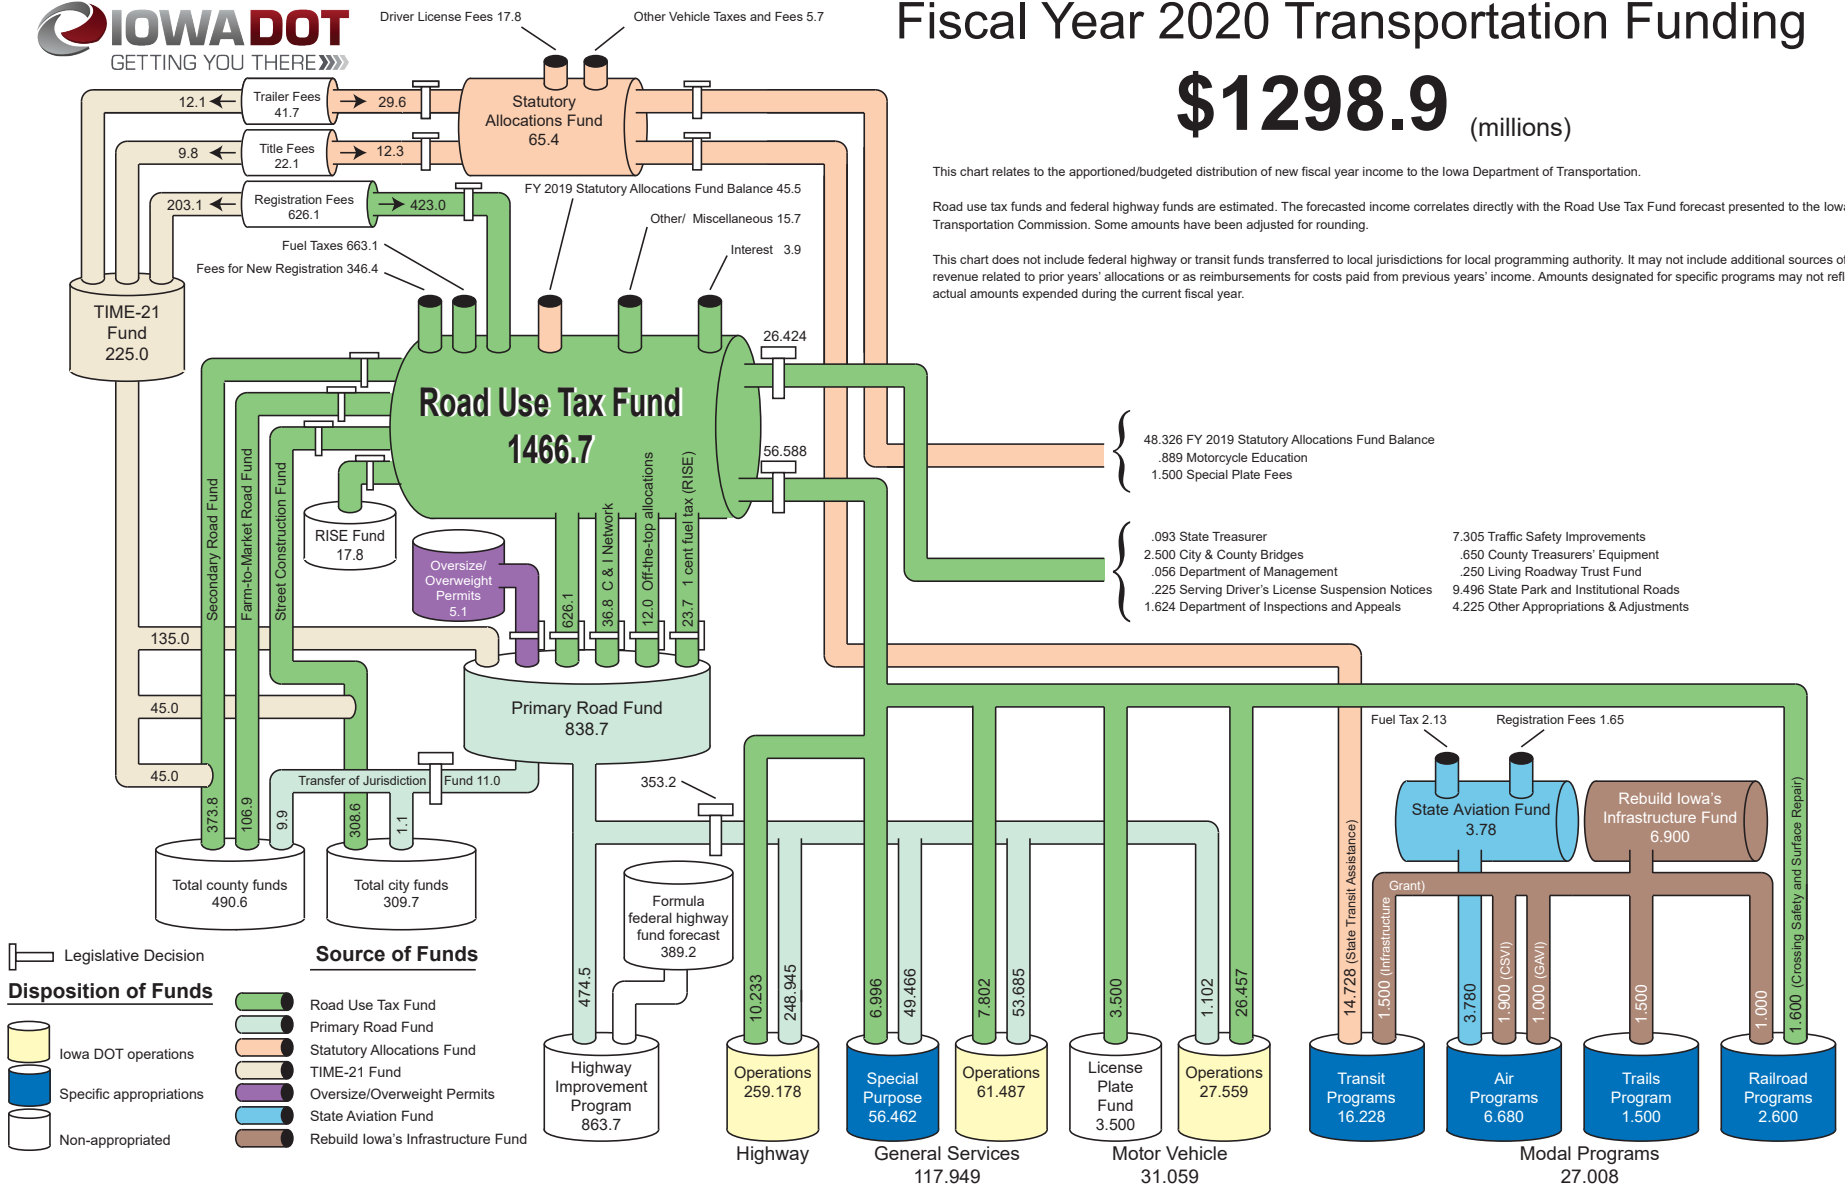 IOWADOT
GETTING YOU THERE
Driver License Fees 17.8
Other Vehicle Taxes and Fees 5.7
Fiscal Year 2020 Transportation Funding
$1298.9 (millions)
12.1
Trailer Fees
41.7
29.6
Statutory
Allocations Fund
65.4
9.8
Title Fees
22.1
12.3
203.1
Registration Fees
626.1
423.0
FY 2019 Statutory Allocations Fund Balance 45.5
Other/ Miscellaneous 15.7
Interest 3.9
Fuel Taxes 663.1
Fees for New Registration 346.4
This chart relates to the apportioned/budgeted distribution of new fiscal year income to the Iowa Department of Transportation.
Road use tax funds and federal highway funds are estimated. The forecasted income correlates directly with the Road Use Tax Fund forecast presented to the Iowa
Transportation Commission. Some amounts have been adjusted for rounding.
This chart does not include federal highway or transit funds transferred to local jurisdictions for local programming authority. It may not include additional sources of
revenue related to prior years' allocations or as reimbursements for costs paid from previous years' income. Amounts designated for specific programs may not refl
actual amounts expended during the current fiscal year.
TIME-21
Fund
225.0
Road Use Tax Fund
1466.7
26.424
56.588
48.326 FY 2019 Statutory Allocations Fund Balance
.889 Motorcycle Education
1.500 Special Plate Fees
.093 State Treasurer
2.500 City & County Bridges
.056 Department of Management
.225 Serving Driver's License Suspension Notices
1.624 Department of Inspections and Appeals
7.305 Traffic Safety Improvements
.650 County Treasurers' Equipment
.250 Living Roadway Trust Fund
9.496 State Park and Institutional Roads
4.225 Other Appropriations & Adjustments
Secondary Road Fund
Farm-to-Market Road Fund
Street Construction Fund
RISE Fund
17.8
Oversize/
Overweight
Permits
5.1
626.1
36.8 C & I Network
12.0 Off-the-top allocations
23.7 1 cent fuel tax (RISE)
135.0
45.0
45.0
Primary Road Fund
838.7
Transfer of Jurisdiction Fund 11.0
353.2
373.8
106.9
9.9
308.6
1.1
Total county funds
490.6
Total city funds
309.7
Formula
federal highway
fund forecast
389.2
Fuel Tax 2.13
Registration Fees 1.65
State Aviation Fund
3.78
Rebuild Iowa's
Infrastructure Fund
6.900
474.5
10.233
248.945
6.996
49.466
7.802
53.685
3.500
1.102
26.457
14.728 (State Transit Assistance)
1.500 (Infrastructure
Grant)
3.780
1.900 (CSVI)
1.000 (GAVI)
1.500
1.000
1.600 (Crossing Safety and Surface Repair)
Legislative Decision
Disposition of Funds
Iowa DOT operations
Specific appropriations
Non-appropriated
Source of Funds
Road Use Tax Fund
Primary Road Fund
Statutory Allocations Fund
TIME-21 Fund
Oversize/Overweight Permits
State Aviation Fund
Rebuild Iowa's Infrastructure Fund
Highway
Improvement
Program
863.7
Operations
259.178
Special
Purpose
56.462
Operations
61.487
License
Plate
Fund
3.500
Operations
27.559
Transit
Programs
16.228
Air
Programs
6.680
Trails
Program
1.500
Railroad
Programs
2.600
Highway
General Services
117.949
Motor Vehicle
31.059
Modal Programs
27.008